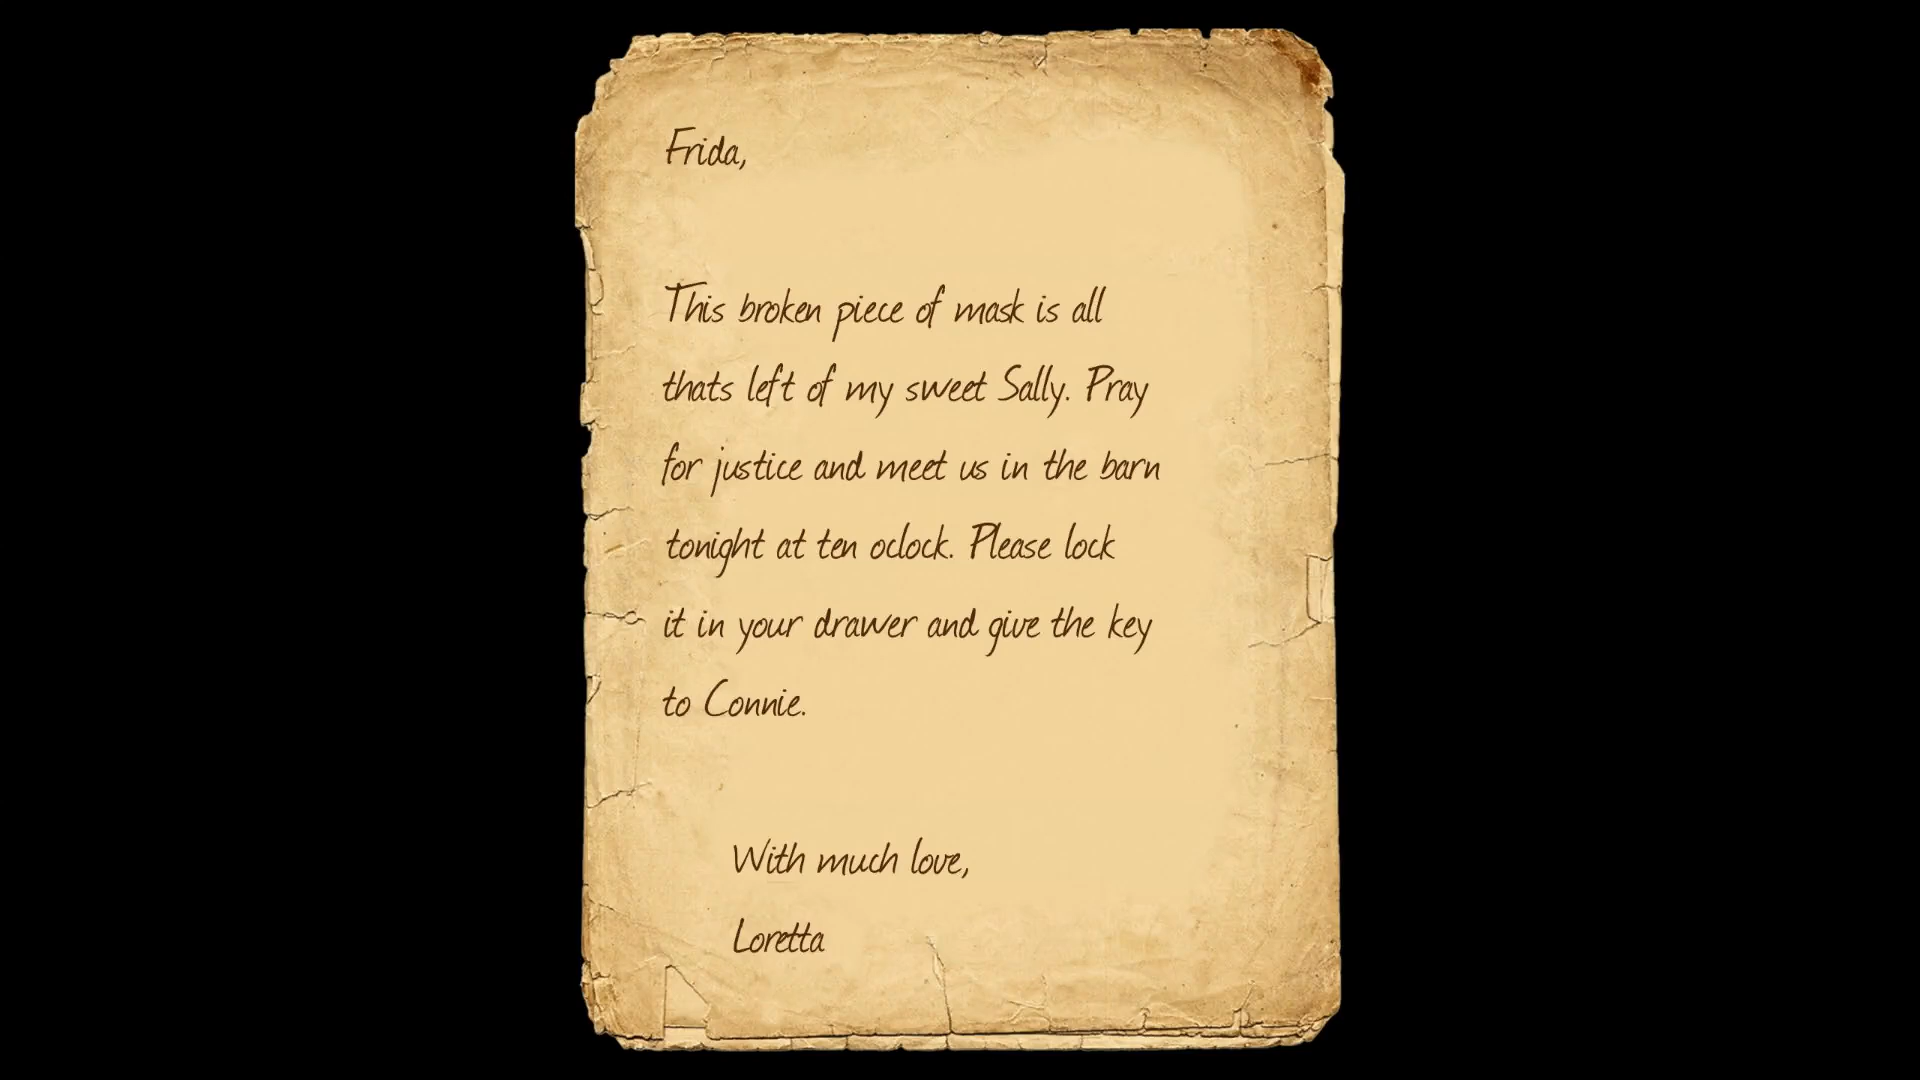 Frida,
This broken piece of mask is all
thats left of my sweet Sally. Pray
for justice and meet us in the barn
tonight at ten oclock. Please lock
it in your drawer and give the key
to Connie.
With much love,
Loretta